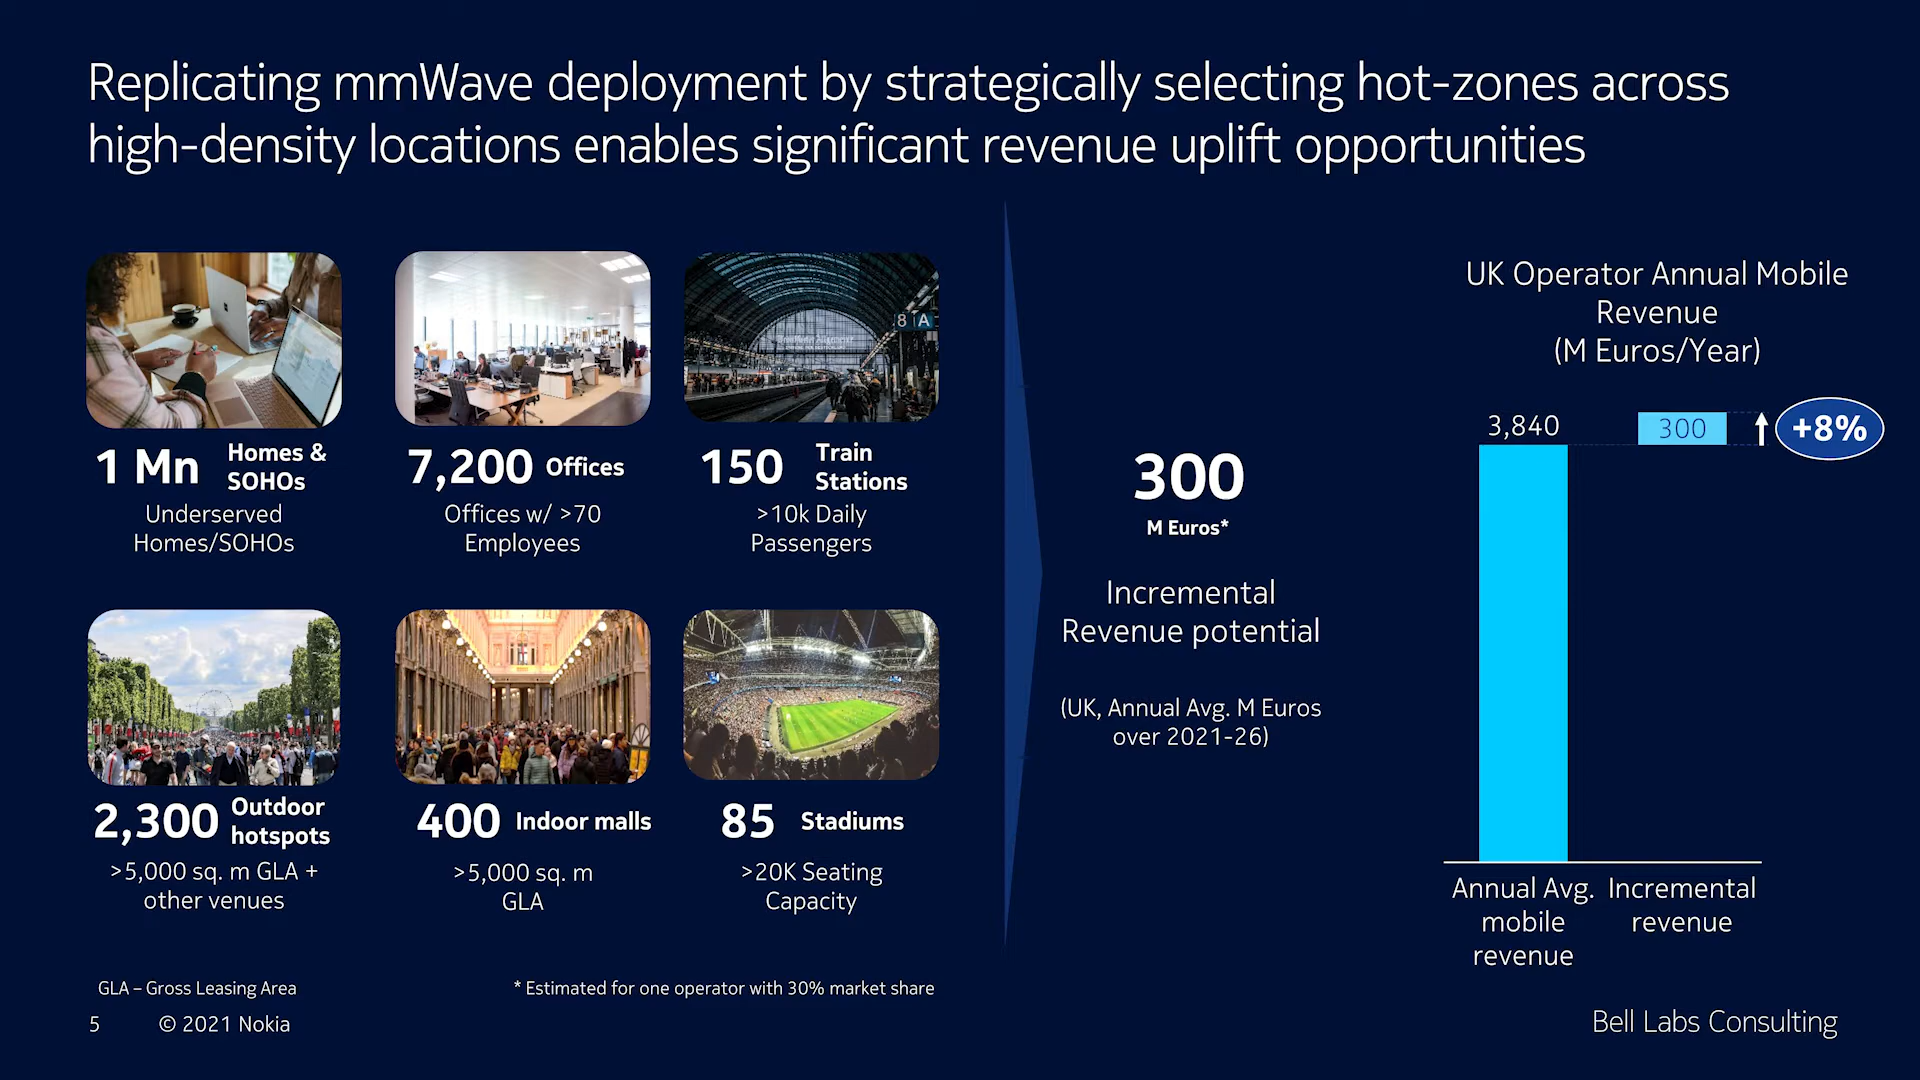 Replicating mmWave deployment by strategically selecting hot-zones across
high-density locations enables significant revenue uplift opportunities
8 A
1 Mn Homes &
SOHOs
Underserved
Homes/SOHOs
7,200 Offices
Offices w/ >70
Employees
150 Train
Stations
>10k Daily
Passengers
2,300 Outdoor
hotspots
>5,000 sq. m GLA +
other venues
400 Indoor malls
>5,000 sq. m
GLA
85 Stadiums
>20K Seating
Capacity
300
M Euros*
Incremental
Revenue potential
(UK, Annual Avg. M Euros
over 2021-26)
UK Operator Annual Mobile
Revenue
(M Euros/Year)
3,840
300
+8%
Annual Avg.
mobile
revenue
Incremental
revenue
GLA – Gross Leasing Area
* Estimated for one operator with 30% market share
5 © 2021 Nokia
Bell Labs Consulting